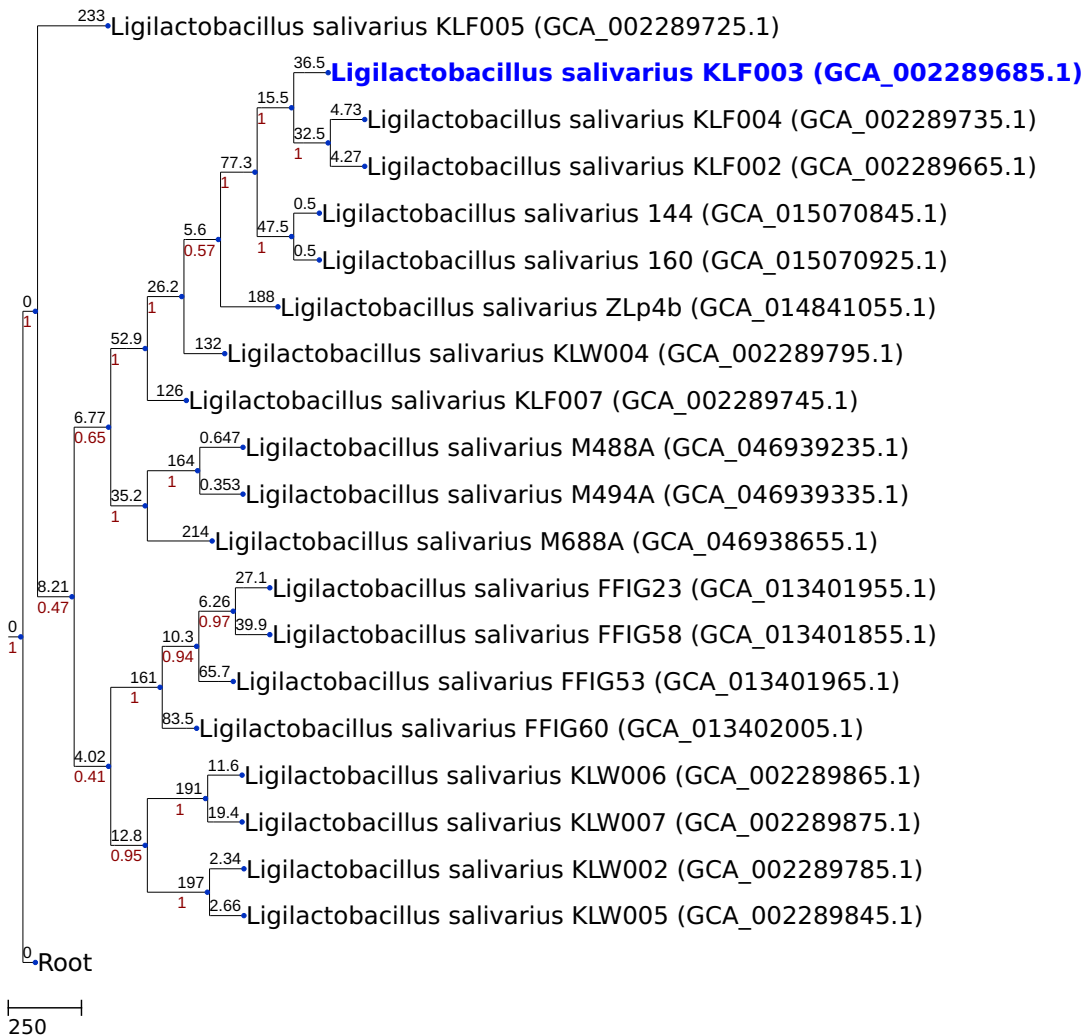 233
Ligilactobacillus salivarius KLF005 (GCA_002289725.1)
36.5
Ligilactobacillus salivarius KLF003 (GCA_002289685.1)
15.5
1
4.73
Ligilactobacillus salivarius KLF004 (GCA_002289735.1)
32.5
1
4.27
Ligilactobacillus salivarius KLF002 (GCA_002289665.1)
77.3
1
0.5
Ligilactobacillus salivarius 144 (GCA_015070845.1)
47.5
1
0.5
Ligilactobacillus salivarius 160 (GCA_015070925.1)
5.6
0.57
188
Ligilactobacillus salivarius ZLp4b (GCA_014841055.1)
26.2
1
132
Ligilactobacillus salivarius KLW004 (GCA_002289795.1)
0
1
52.9
1
126
Ligilactobacillus salivarius KLF007 (GCA_002289745.1)
6.77
0.65
0.647
Ligilactobacillus salivarius M488A (GCA_046939235.1)
164
1
0.353
Ligilactobacillus salivarius M494A (GCA_046939335.1)
35.2
1
214
Ligilactobacillus salivarius M688A (GCA_046938655.1)
8.21
0.47
27.1
Ligilactobacillus salivarius FFIG23 (GCA_013401955.1)
6.26
0.97
39.9
Ligilactobacillus salivarius FFIG58 (GCA_013401855.1)
0
1
10.3
0.94
65.7
Ligilactobacillus salivarius FFIG53 (GCA_013401965.1)
161
1
83.5
Ligilactobacillus salivarius FFIG60 (GCA_013402005.1)
4.02
0.41
11.6
Ligilactobacillus salivarius KLW006 (GCA_002289865.1)
191
1
19.4
Ligilactobacillus salivarius KLW007 (GCA_002289875.1)
12.8
0.95
2.34
Ligilactobacillus salivarius KLW002 (GCA_002289785.1)
197
1
2.66
Ligilactobacillus salivarius KLW005 (GCA_002289845.1)
0
Root
250